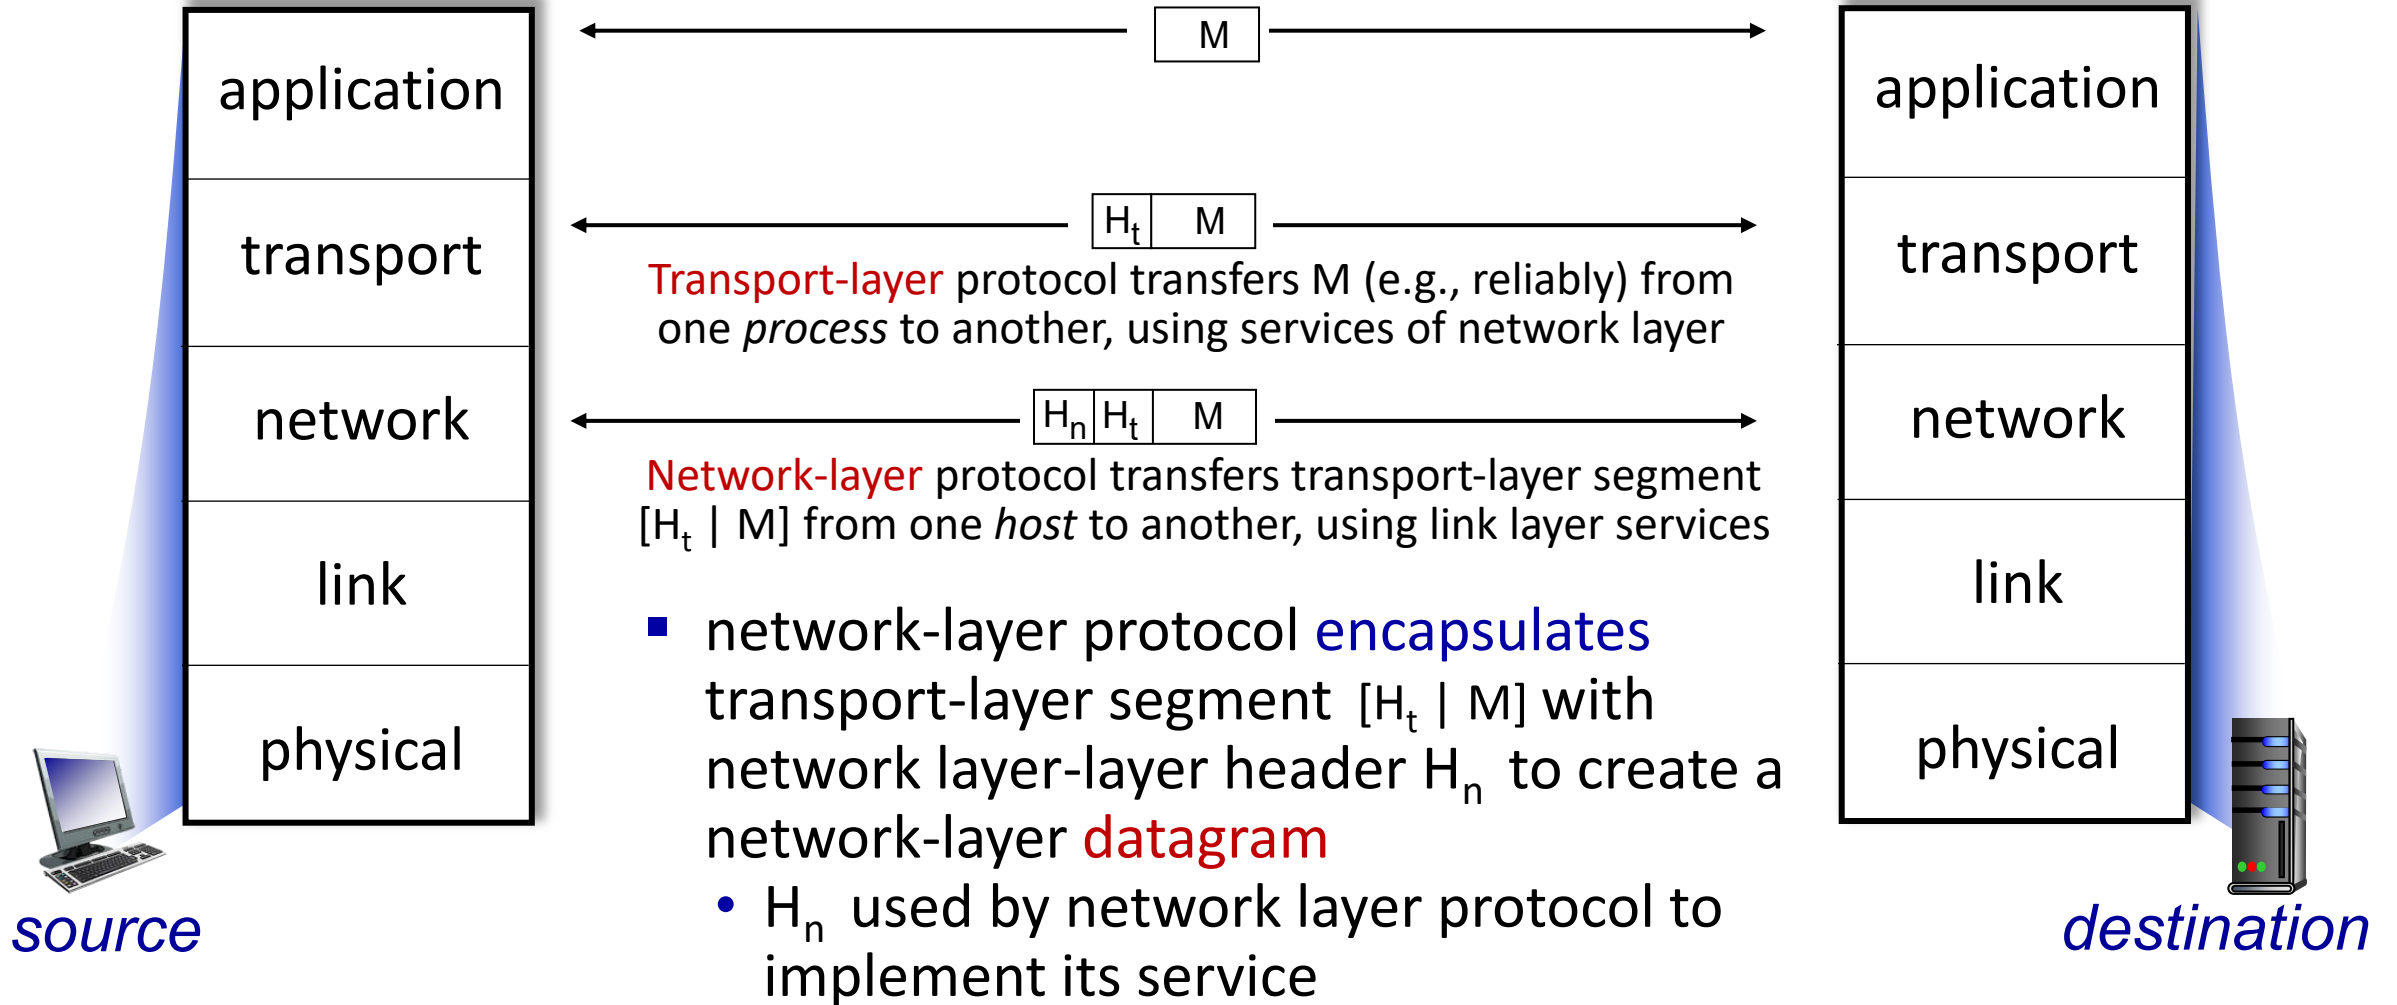 M
application
application
Ht M
transport
transport
Transport-layer protocol transfers M (e.g., reliably) from
one process to another, using services of network layer
Hn Ht M
network
network
Network-layer protocol transfers transport-layer segment
[Ht | M] from one host to another, using link layer services
link
link
▪ network-layer protocol encapsulates
transport-layer segment [Ht | M] with
network layer-layer header Hn to create a
network-layer datagram
• Hn used by network layer protocol to
implement its service
physical
physical
source
destination